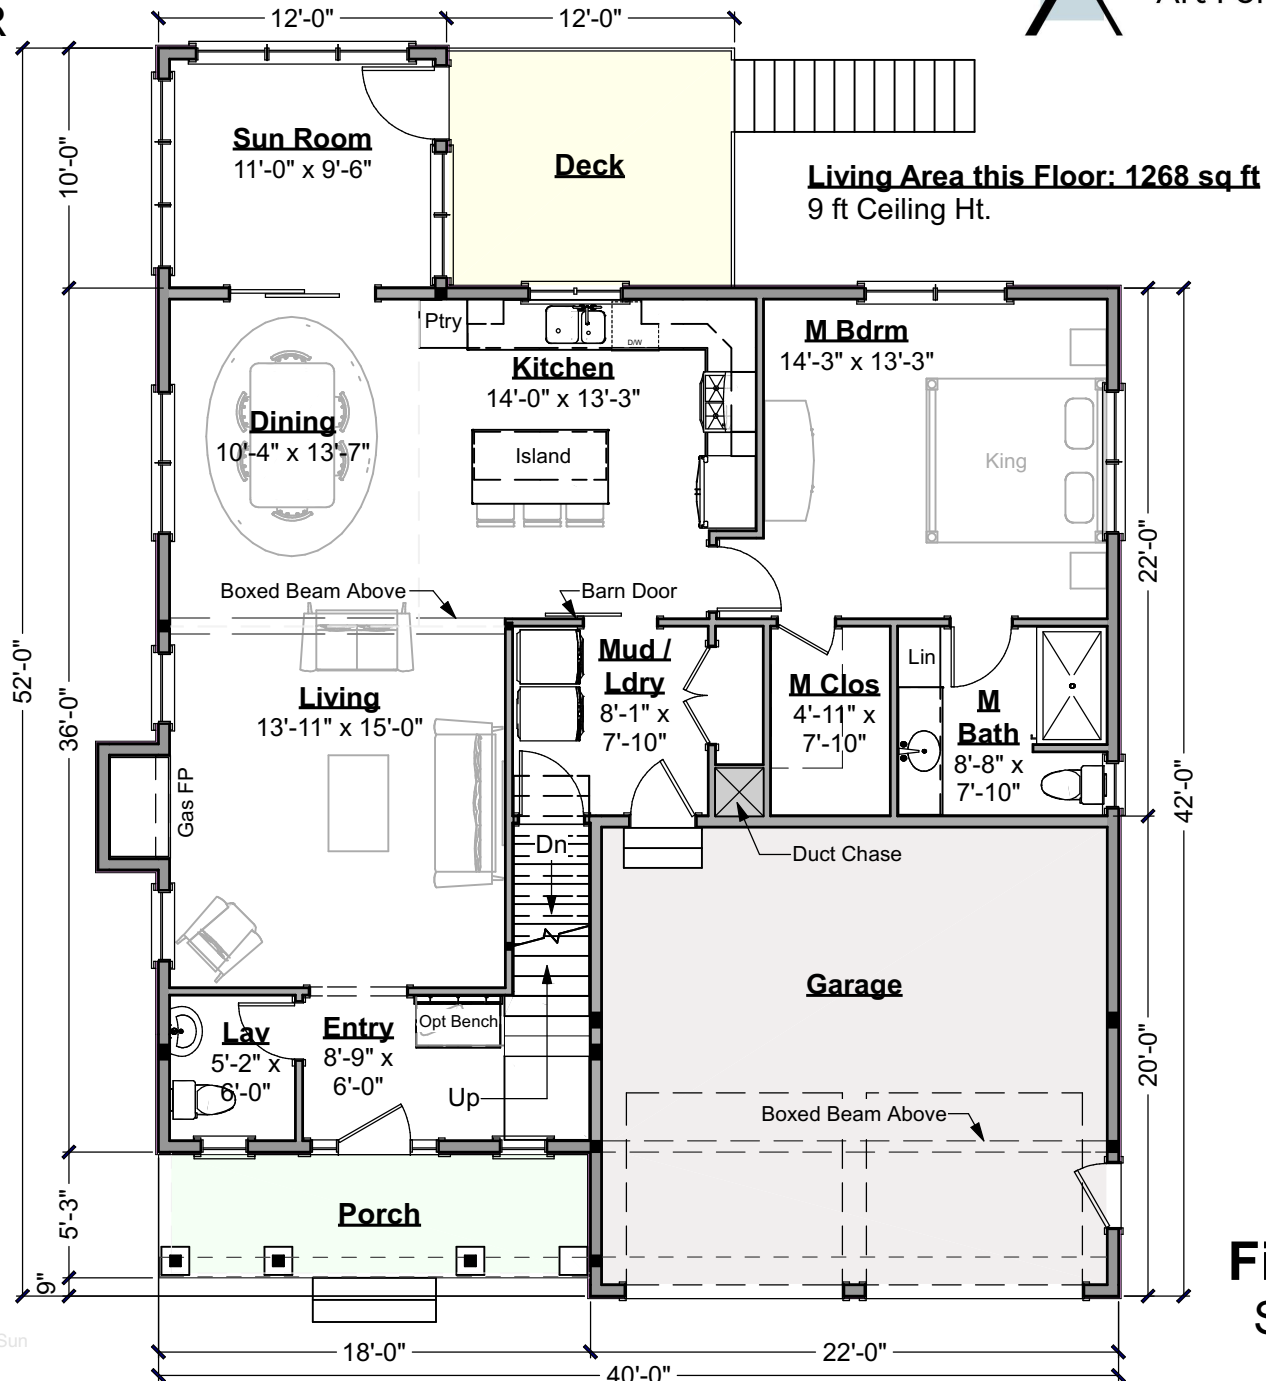 12'-0"
12'-0"
10'-0"
Sun Room
11'-0" x 9'-6"
Deck
Living Area this Floor: 1268 sq ft
9 ft Ceiling Ht.
Ptry
D/W
Kitchen
14'-0" x 13'-3"
M Bdrm
14'-3" x 13'-3"
Dining
10'-4" x 13'-7"
Island
King
22'-0"
Boxed Beam Above
Barn Door
52'-0"
36'-0"
Living
13'-11" x 15'-0"
Mud /
Ldry
8'-1" x
7'-10"
M Clos
4'-11" x
7'-10"
Lin
M
Bath
8'-8" x
7'-10"
42'-0"
Gas FP
Dn
Duct Chase
Garage
Lav
5'-2" x
6'-0"
Entry
8'-9" x
6'-0"
Opt Bench
Up
20'-0"
Boxed Beam Above
5'-3"
Porch
9"
Sun
18'-0"
22'-0"
40'-0"